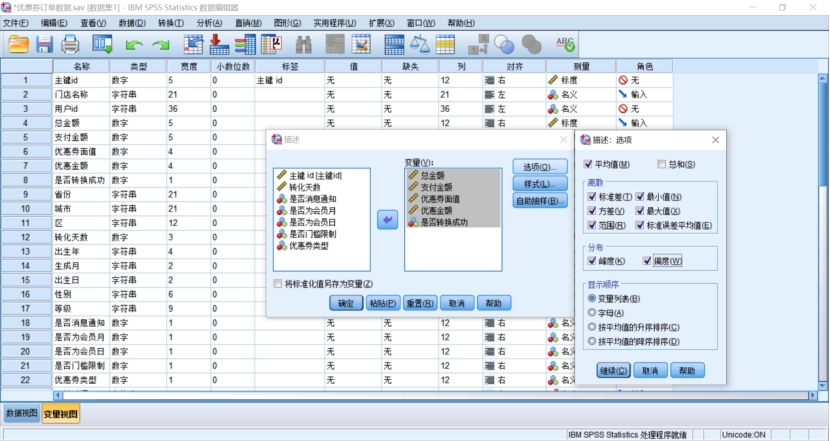 *优惠券订单数据.sav [数据集1] - IBM SPSS Statistics 数据编辑器
文件(F) 编辑(E) 查看(V) 数据(D) 转换(T) 分析(A) 直销(M) 图形(G) 实用程序(U) 扩展(X) 窗口(W) 帮助(H)
名称 类型 宽度 小数位数 标签 值 缺失 列 对齐 测量 角色
1 主键id 数字 5 0 主键 id 无 无 12 右 标度 无
2 门店名称 字符串 21 0 无 无 21 左 名义 输入
3 用户id 字符串 36 0 无 无 36 左 名义 无
4 总金额 数字 5 0 无 无 12 右 标度 输入
5 支付金额 数字 5 0
6 优惠券面值 数字 4 0
7 优惠金额 数字 5 0
8 是否转换成功 数字 1 0
9 省份 字符串 21 0
10 城市 字符串 21 0
11 区 字符串 12 0
12 转化天数 数字 3 0
13 出生年 字符串 4 0
14 生成月 字符串 2 0
15 出生日 字符串 2 0
16 性别 字符串 6 0
17 等级 字符串 9 0
18 是否消息通知 数字 1 0 无 无 12 右 名义
19 是否为会员月 数字 1 0 无 无 12 右 名义
20 是否为会员日 数字 1 0 无 无 12 右 名义
21 是否门槛限制 数字 1 0 无 无 12 右 名义
22 优惠券类型 数字 1 0 无 无 12 右 名义
描述
变量(V):
主键 id [主键id]
转化天数
是否消息通知
是否为会员月
是否为会员日
是否门槛限制
优惠券类型
总金额
支付金额
优惠券面值
优惠金额
是否转换成功
选项(O)...
样式(L)...
自助抽样(B)...
将标准化值另存为变量(Z)
确定 粘贴(P) 重置(R) 取消 帮助
描述：选项
平均值(M) 总和(S)
离散
标准差(T) 最小值(N)
方差(V) 最大值(X)
范围(R) 标准误差平均值(E)
分布
峰度(K) 偏度(W)
显示顺序
变量列表(B)
字母(A)
按平均值的升序排序(C)
按平均值的降序排序(D)
继续(C) 取消 帮助
数据视图 变量视图
IBM SPSS Statistics 处理程序就绪 Unicode:ON